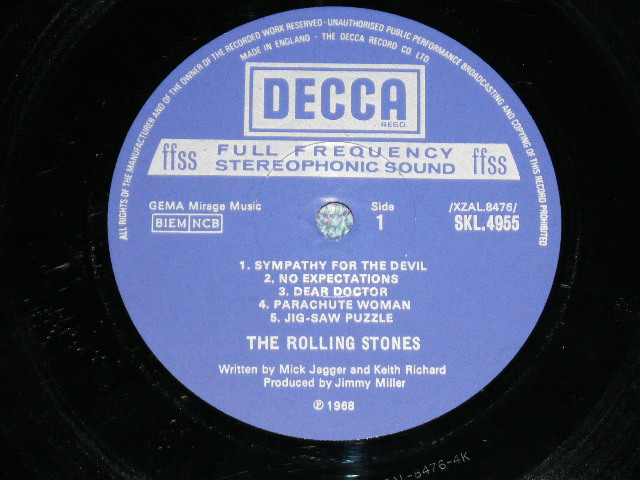 ALL RIGHTS OF THE MANUFACTURER AND OF THE OWNER OF THE RECORDED WORK RESERVED · UNAUTHORISED PUBLIC PERFORMANCE BROADCASTING AND COPYING OF THIS RECORD PROHIBITED
MADE IN ENGLAND · THE DECCA RECORD CO LTD
DECCA
REGD.
ffss FULL FREQUENCY ffss
STEREOPHONIC SOUND
GEMA Mirage Music Side /XZAL.8476/
BIEM NCB 1 SKL.4955
1. SYMPATHY FOR THE DEVIL
2. NO EXPECTATIONS
3. DEAR DOCTOR
4. PARACHUTE WOMAN
5. JIG-SAW PUZZLE
THE ROLLING STONES
Written by Mick Jagger and Keith Richard
Produced by Jimmy Miller
℗ 1968
AL-8476-4K